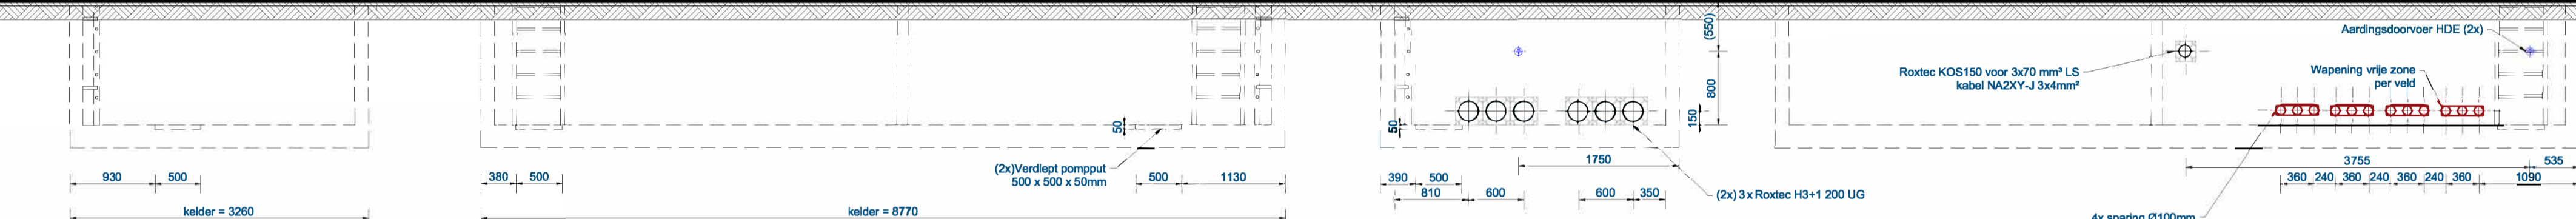 930
500
kelder = 3260
380
500
(2x)Verdiept pompput
500 x 500 x 50mm
50
500
1130
kelder = 8770
50
390
500
810
600
600
350
1750
(2x) 3 x Roxtec H3+1 200 UG
(550)
800
150
Roxtec KOS150 voor 3x70 mm² LS
kabel NA2XY-J 3x4mm²
Aardingsdoorvoer HDE (2x)
Wapening vrije zone
per veld
3755
535
360
240
360
240
360
240
360
1090
4x sparing Ø100mm